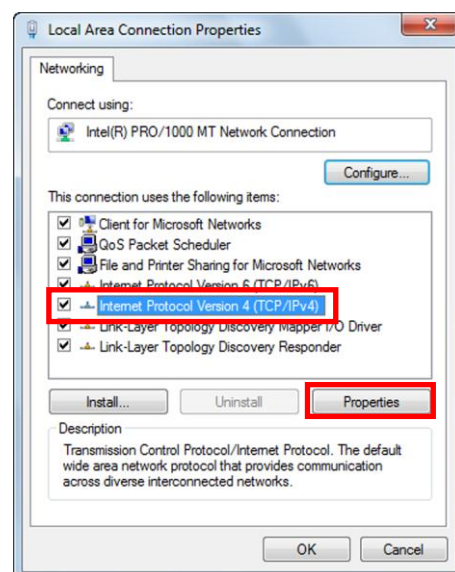 Local Area Connection Properties
Networking
Connect using:
Intel(R) PRO/1000 MT Network Connection
Configure...
This connection uses the following items:
Client for Microsoft Networks
QoS Packet Scheduler
File and Printer Sharing for Microsoft Networks
Internet Protocol Version 6 (TCP/IPv6)
Internet Protocol Version 4 (TCP/IPv4)
Link-Layer Topology Discovery Mapper I/O Driver
Link-Layer Topology Discovery Responder
Install... Uninstall Properties
Description
Transmission Control Protocol/Internet Protocol. The default
wide area network protocol that provides communication
across diverse interconnected networks.
OK Cancel